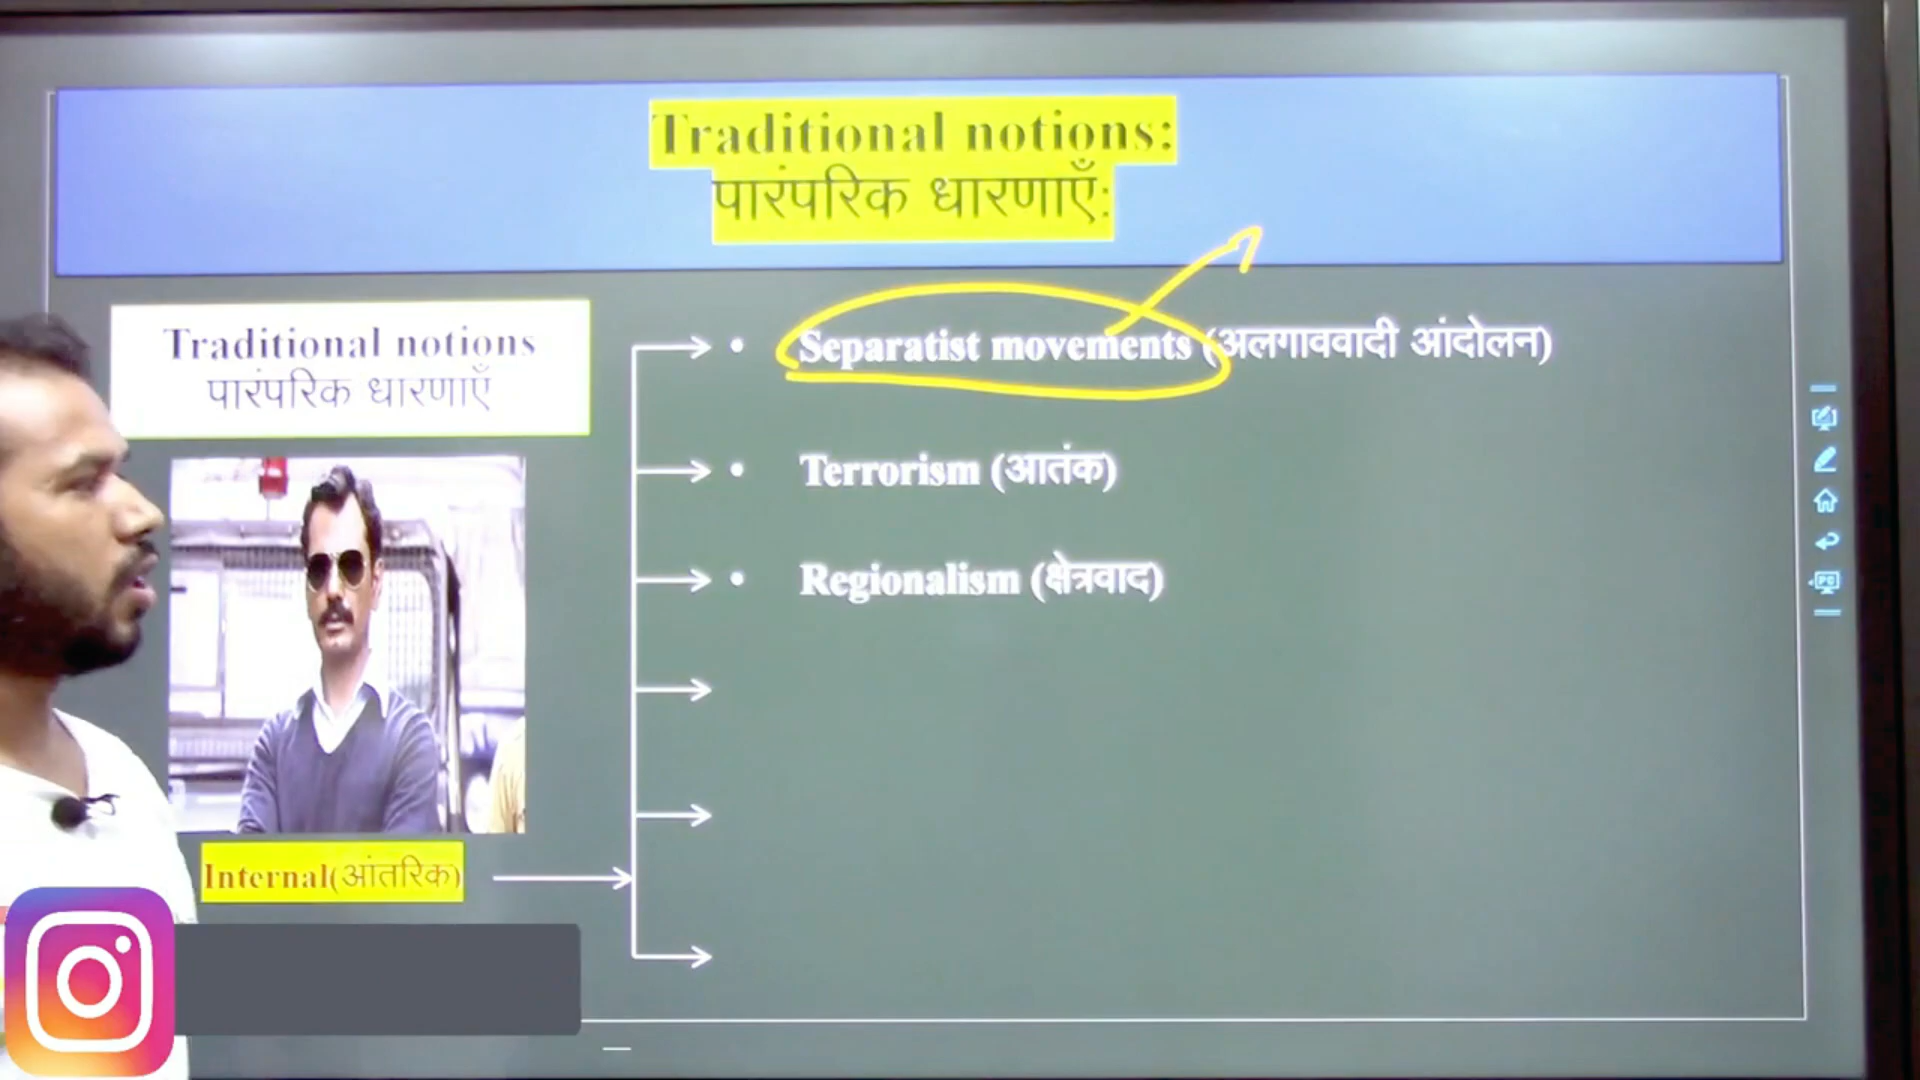 Traditional notions:
पारंपरिक धारणाएँ:
Traditional notions
पारंपरिक धारणाएँ
Separatist movements (अलगाववादी आंदोलन)
Terrorism (आतंक)
Regionalism (क्षेत्रवाद)
Internal(आंतरिक)
PC